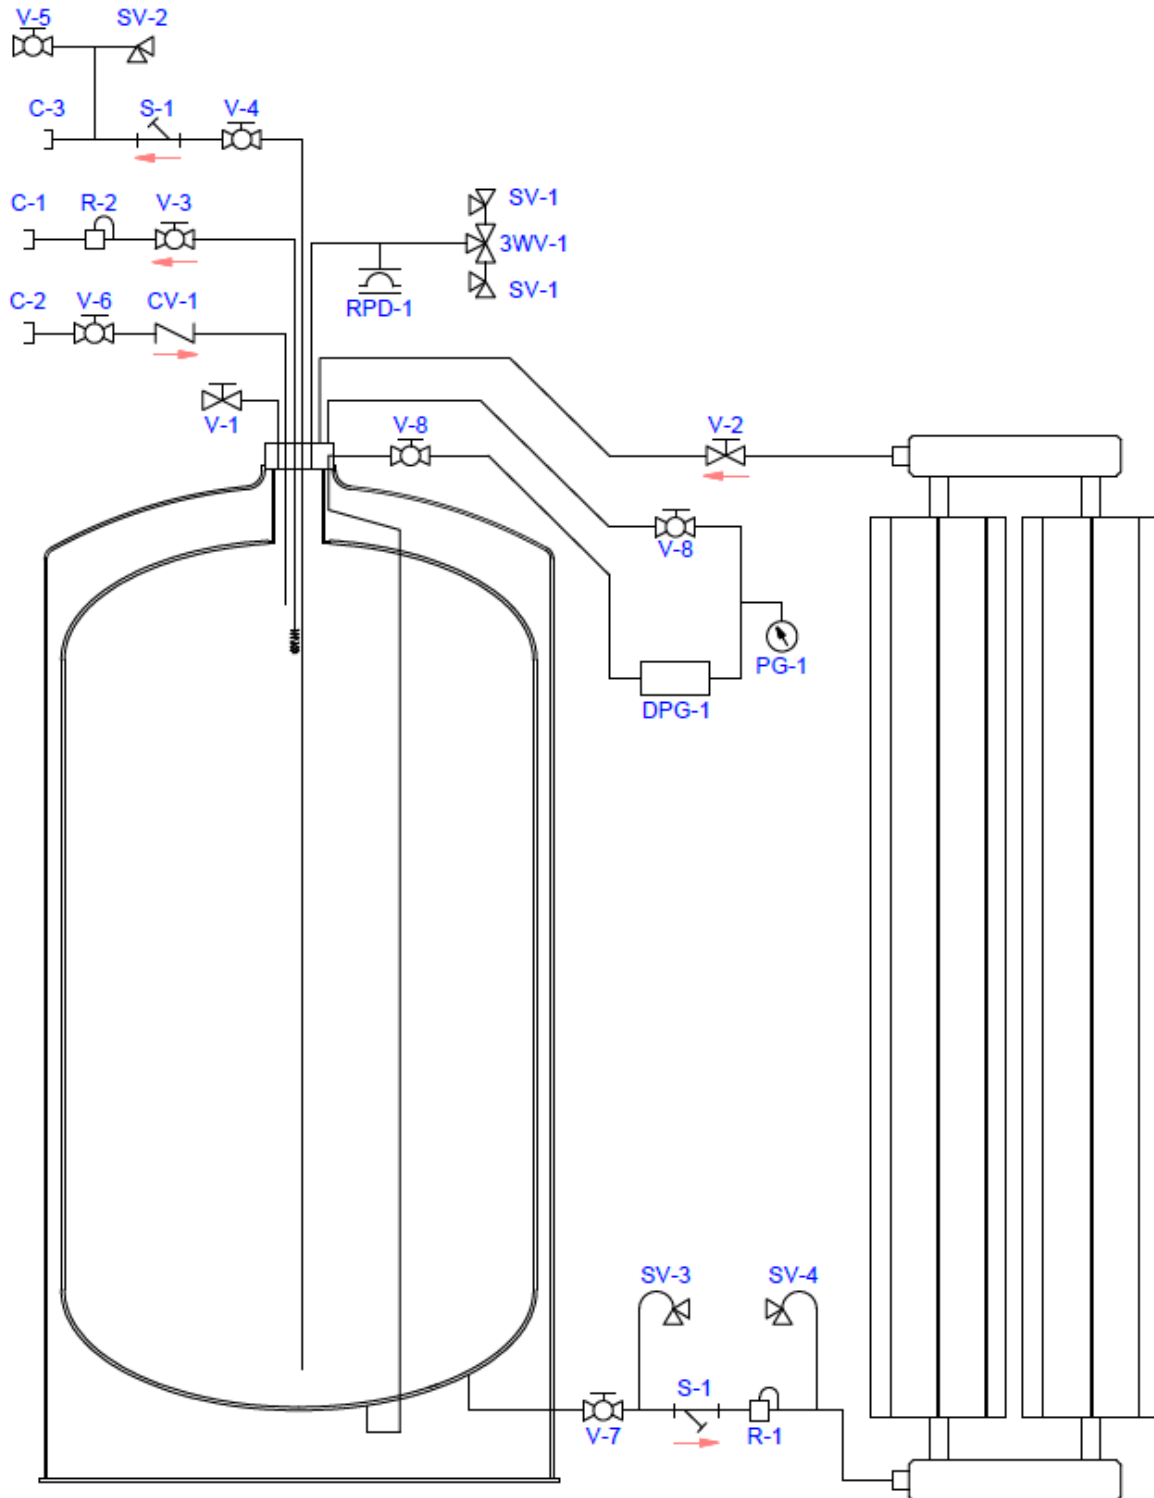 V-5 SV-2
C-3 S-1 V-4
C-1 R-2 V-3 SV-1
3WV-1
SV-1
RPD-1
C-2 V-6 CV-1
V-1 V-8 V-2
V-8
PG-1
DPG-1
SV-3 SV-4
S-1
V-7 R-1